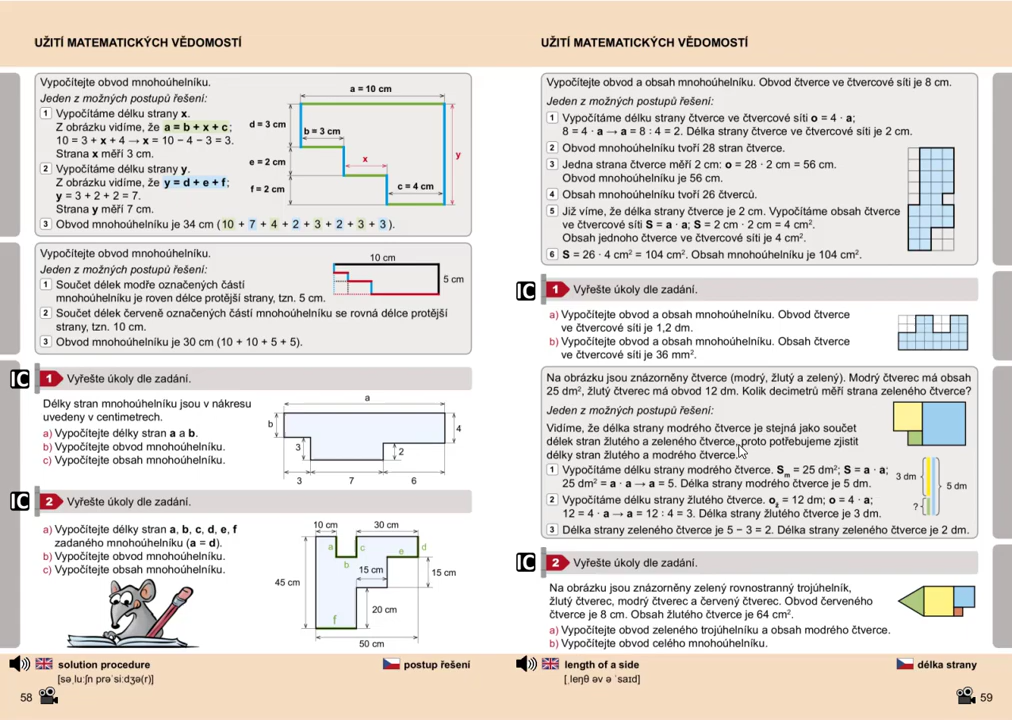 UŽITÍ MATEMATICKÝCH VĚDOMOSTÍ
Vypočítejte obvod mnohoúhelníku.
Jeden z možných postupů řešení:
1 Vypočítáme délku strany x.
Z obrázku vidíme, že a = b + x + c;
10 = 3 + x + 4 → x = 10 − 4 − 3 = 3.
Strana x měří 3 cm.
2 Vypočítáme délku strany y.
Z obrázku vidíme, že y = d + e + f;
y = 3 + 2 + 2 = 7.
Strana y měří 7 cm.
3 Obvod mnohoúhelníku je 34 cm (10 + 7 + 4 + 2 + 3 + 2 + 3 + 3).
a = 10 cm
d = 3 cm
b = 3 cm
e = 2 cm
x
y
f = 2 cm
c = 4 cm
Vypočítejte obvod mnohoúhelníku.
Jeden z možných postupů řešení:
1 Součet délek modře označených částí
mnohoúhelníku je roven délce protější strany, tzn. 5 cm.
2 Součet délek červeně označených částí mnohoúhelníku se rovná délce protější
strany, tzn. 10 cm.
3 Obvod mnohoúhelníku je 30 cm (10 + 10 + 5 + 5).
10 cm
5 cm
IC 1 Vyřešte úkoly dle zadání.
Délky stran mnohoúhelníku jsou v nákresu
uvedeny v centimetrech.
a) Vypočítejte délky stran a a b.
b) Vypočítejte obvod mnohoúhelníku.
c) Vypočítejte obsah mnohoúhelníku.
a
b
4
3
2
3 7 6
IC 2 Vyřešte úkoly dle zadání.
a) Vypočítejte délky stran a, b, c, d, e, f
zadaného mnohoúhelníku (a = d).
b) Vypočítejte obvod mnohoúhelníku.
c) Vypočítejte obsah mnohoúhelníku.
10 cm 30 cm
a c e d
b
15 cm
15 cm
45 cm
20 cm
f
50 cm
solution procedure
[səˌluːʃn prəˈsiːdʒə(r)]
postup řešení
58
UŽITÍ MATEMATICKÝCH VĚDOMOSTÍ
Vypočítejte obvod a obsah mnohoúhelníku. Obvod čtverce ve čtvercové síti je 8 cm.
Jeden z možných postupů řešení:
1 Vypočítáme délku strany čtverce ve čtvercové síti o = 4 · a;
8 = 4 · a → a = 8 : 4 = 2. Délka strany čtverce ve čtvercové síti je 2 cm.
2 Obvod mnohoúhelníku tvoří 28 stran čtverce.
3 Jedna strana čtverce měří 2 cm: o = 28 · 2 cm = 56 cm.
Obvod mnohoúhelníku je 56 cm.
4 Obsah mnohoúhelníku tvoří 26 čtverců.
5 Již víme, že délka strany čtverce je 2 cm. Vypočítáme obsah čtverce
ve čtvercové síti S = a · a; S = 2 cm · 2 cm = 4 cm².
Obsah jednoho čtverce ve čtvercové síti je 4 cm².
6 S = 26 · 4 cm² = 104 cm². Obsah mnohoúhelníku je 104 cm².
IC 1 Vyřešte úkoly dle zadání.
a) Vypočítejte obvod a obsah mnohoúhelníku. Obvod čtverce
ve čtvercové síti je 1,2 dm.
b) Vypočítejte obvod a obsah mnohoúhelníku. Obsah čtverce
ve čtvercové síti je 36 mm².
Na obrázku jsou znázorněny čtverce (modrý, žlutý a zelený). Modrý čtverec má obsah
25 dm², žlutý čtverec má obvod 12 dm. Kolik decimetrů měří strana zeleného čtverce?
Jeden z možných postupů řešení:
Vidíme, že délka strany modrého čtverce je stejná jako součet
délek stran žlutého a zeleného čtverce, proto potřebujeme zjistit
délky stran žlutého a modrého čtverce.
1 Vypočítáme délku strany modrého čtverce. Sₘ = 25 dm²; S = a · a;
25 dm² = a · a → a = 5. Délka strany modrého čtverce je 5 dm.
2 Vypočítáme délku strany žlutého čtverce. o_ž = 12 dm; o = 4 · a;
12 = 4 · a → a = 12 : 4 = 3. Délka strany žlutého čtverce je 3 dm.
3 Délka strany zeleného čtverce je 5 − 3 = 2. Délka strany zeleného čtverce je 2 dm.
3 dm
5 dm
?
IC 2 Vyřešte úkoly dle zadání.
Na obrázku jsou znázorněny zelený rovnostranný trojúhelník,
žlutý čtverec, modrý čtverec a červený čtverec. Obvod červeného
čtverce je 8 cm. Obsah žlutého čtverce je 64 cm².
a) Vypočítejte obvod zeleného trojúhelníku a obsah modrého čtverce.
b) Vypočítejte obvod celého mnohoúhelníku.
length of a side
[ˌleŋθ əv ə ˈsaɪd]
délka strany
59